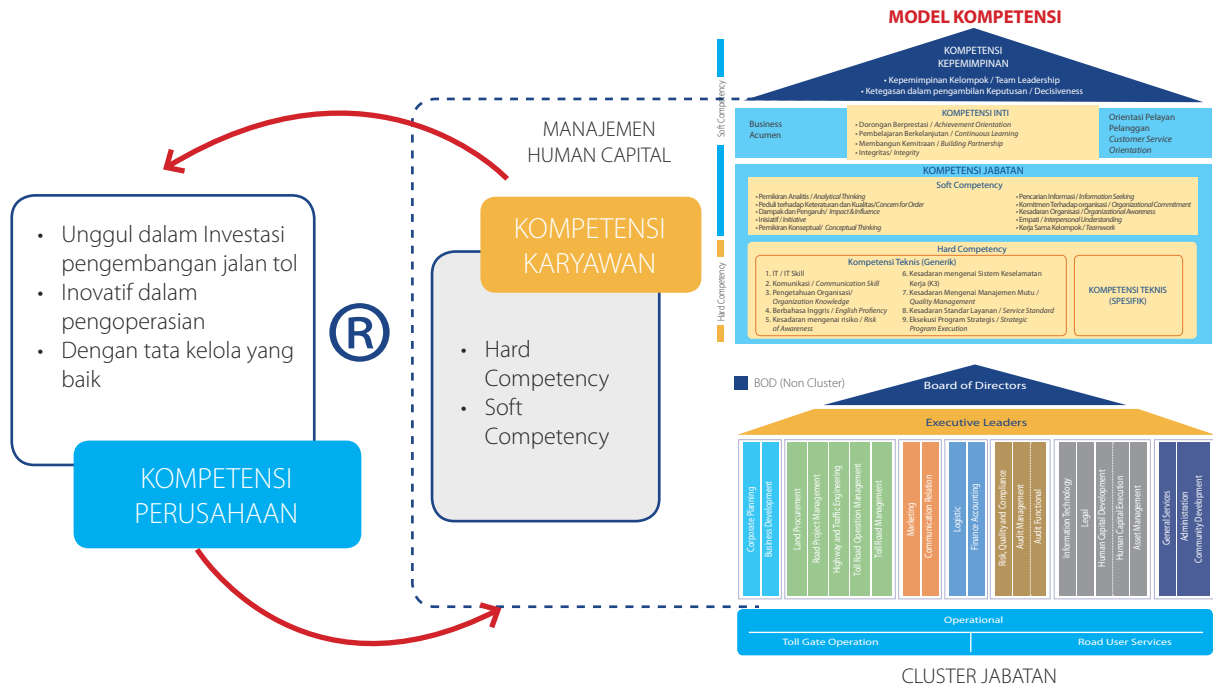 MODEL KOMPETENSI
KOMPETENSI
KEPEMIMPINAN
• Kepemimpinan Kelompok / Team Leadership
• Ketegasan dalam pengambilan Keputusan / Decisiveness
Soft Competency
Business
Acumen
KOMPETENSI INTI
• Dorongan Berprestasi / Achievement Orientation
• Pembelajaran Berkelanjutan / Continuous Learning
• Membangun Kemitraan / Building Partnership
• Integritas/ Integrity
Orientasi Pelayan
Pelanggan
Customer Service
Orientation
KOMPETENSI JABATAN
Soft Competency
• Pemikiran Analitis / Analytical Thinking
• Peduli terhadap Keteraturan dan Kualitas/Concern for Order
• Dampak dan Pengaruh/ Impact & Influence
• Inisiatif / Initiative
• Pemikiran Konseptual/ Conceptual Thinking
• Pencarian Informasi / Information Seeking
• Komitmen Terhadap organisasi / Organizational Commitment
• Kesadaran Organisasi / Organizational Awareness
• Empati / Interpersonal Understanding
• Kerja Sama Kelompok / Teamwork
Hard Competency
Hard Competency
Kompetensi Teknis (Generik)
1. IT / IT Skill
2. Komunikasi / Communication Skill
3. Pengetahuan Organisasi/
Organization Knowledge
4. Berbahasa Inggris / English Profiency
5. Kesadaran mengenai risiko / Risk
of Awareness
6. Kesadaran mengenai Sistem Keselamatan
Kerja (K3)
7. Kesadaran Mengenai Manajemen Mutu /
Quality Management
8. Kesadaran Standar Layanan / Service Standard
9. Eksekusi Program Strategis / Strategic
Program Execution
KOMPETENSI TEKNIS
(SPESIFIK)
MANAJEMEN
HUMAN CAPITAL
KOMPETENSI
KARYAWAN
• Hard
Competency
• Soft
Competency
• Unggul dalam Investasi
pengembangan jalan tol
• Inovatif dalam
pengoperasian
• Dengan tata kelola yang
baik
®
KOMPETENSI
PERUSAHAAN
BOD (Non Cluster)
Board of Directors
Executive Leaders
Corporate Planning
Business Development
Land Procurement
Road Project Management
Highway and Traffic Engineering
Toll Road Operation Management
Toll Road Management
Marketing
Communication Relation
Logistic
Finance Accounting
Risk, Quality and Compliance
Audit Management
Audit Functional
Information Technology
Legal
Human Capital Development
Human Capital Execution
Asset Management
General Services
Administration
Community Development
Operational
Toll Gate Operation
Road User Services
CLUSTER JABATAN